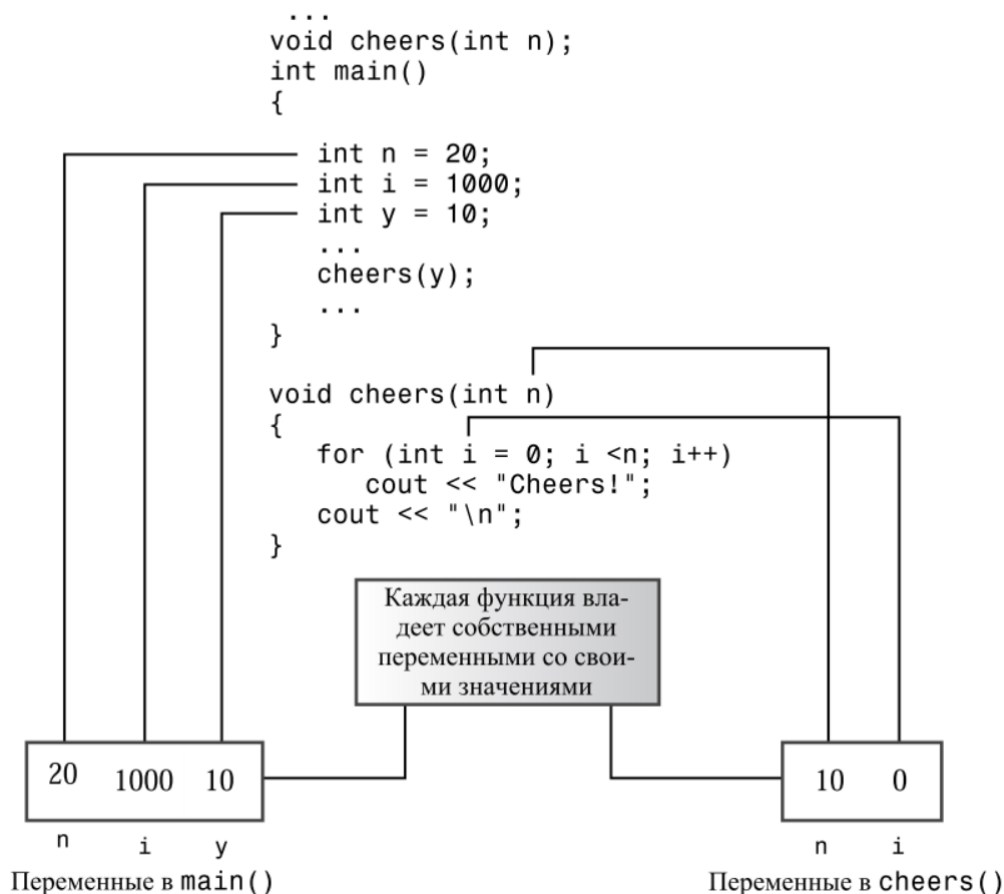 ...
void cheers(int n);
int main()
{
int n = 20;
int i = 1000;
int y = 10;
...
cheers(y);
...
}
void cheers(int n)
{
for (int i = 0; i <n; i++)
cout << "Cheers!";
cout << "\n";
}
Каждая функция вла-
деет собственными
переменными со свои-
ми значениями
20 1000 10
n i y
Переменные в main()
10 0
n i
Переменные в cheers()